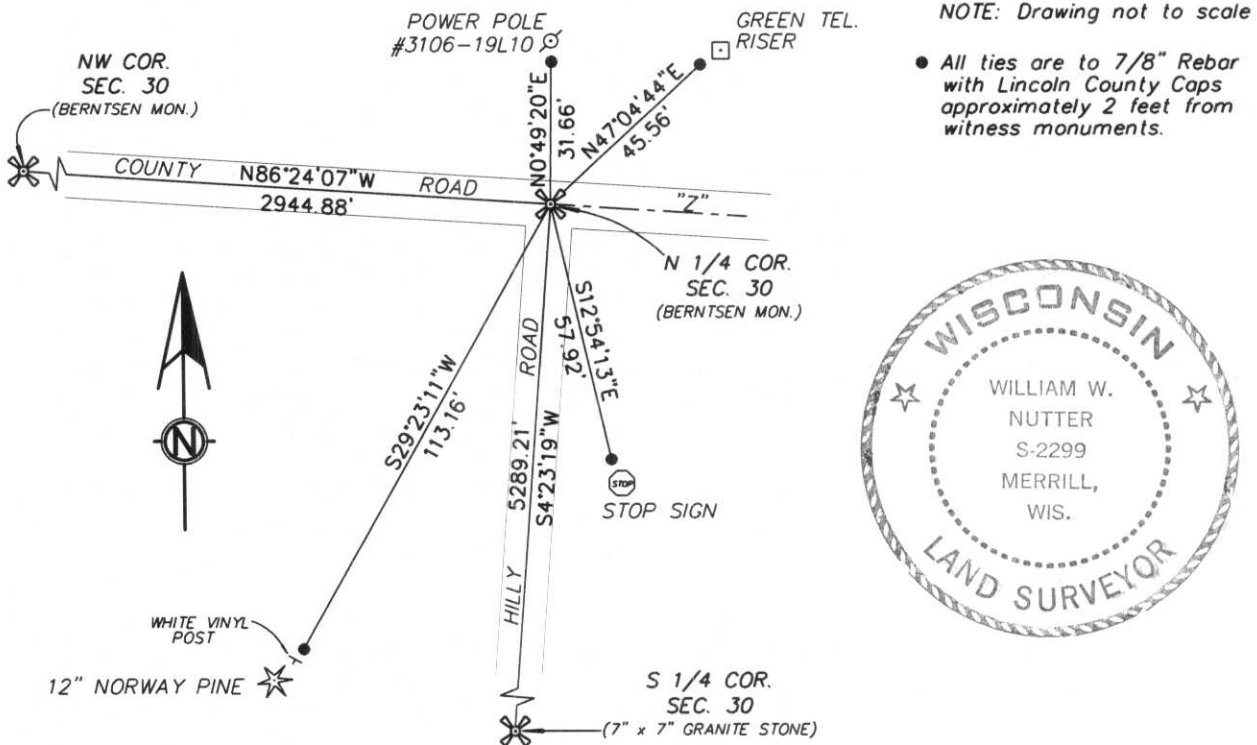 POWER POLE
#3106-19L10
GREEN TEL.
RISER
NOTE: Drawing not to scale
All ties are to 7/8" Rebar
with Lincoln County Caps
approximately 2 feet from
witness monuments.
NW COR.
SEC. 30
(BERNTSEN MON.)
N0°49'20"E
31.66'
N47°04'44"E
45.56'
COUNTY ROAD "Z"
N86°24'07"W
2944.88'
N 1/4 COR.
SEC. 30
(BERNTSEN MON.)
S12°54'13"E
57.92'
S29°23'11"W
113.16'
HILLY ROAD
5289.21'
S4°23'19"W
STOP
STOP SIGN
N
WHITE VINYL
POST
12" NORWAY PINE
S 1/4 COR.
SEC. 30
(7" x 7" GRANITE STONE)
WISCONSIN
WILLIAM W.
NUTTER
S-2299
MERRILL,
WIS.
LAND SURVEYOR